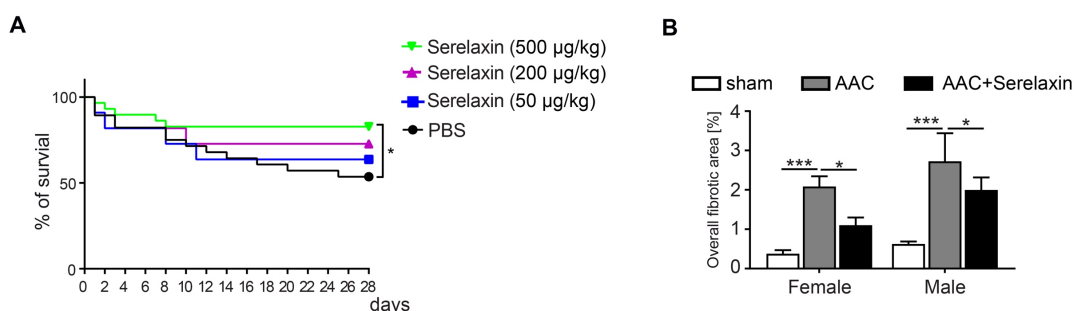 A
Serelaxin (500 µg/kg)
Serelaxin (200 µg/kg)
Serelaxin (50 µg/kg)
PBS
% of survial
100
50
0
*
0 2 4 6 8 10 12 14 16 18 20 22 24 26 28
days
B
sham AAC AAC+Serelaxin
Overall fibrotic area [%]
4
3
2
1
0
*** * *** *
Female Male